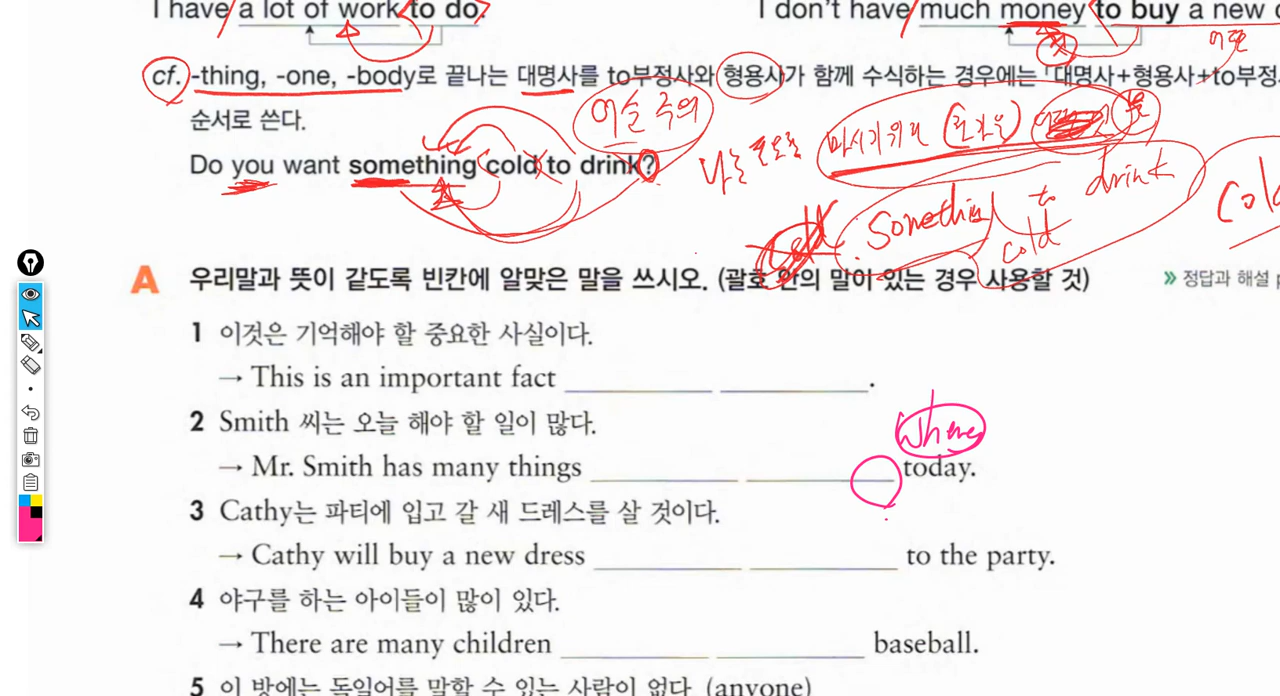 I have a lot of work to do. I don't have much money to buy a new
cf. -thing, -one, -body로 끝나는 대명사를 to부정사와 형용사가 함께 수식하는 경우에는 「대명사+형용사+to부정
순서로 쓴다.
어순 주의
Do you want something cold to drink?
나는
something to drink
cold
A 우리말과 뜻이 같도록 빈칸에 알맞은 말을 쓰시오. (괄호 안의 말이 있는 경우 사용할 것) » 정답과 해설
1 이것은 기억해야 할 중요한 사실이다.
→ This is an important fact ________ ________.
2 Smith 씨는 오늘 해야 할 일이 많다.
→ Mr. Smith has many things ________ ________ today.
3 Cathy는 파티에 입고 갈 새 드레스를 살 것이다.
→ Cathy will buy a new dress ________ ________ to the party.
4 야구를 하는 아이들이 많이 있다.
→ There are many children ________ ________ baseball.
5 이 방에는 독일어를 말할 수 있는 사람이 없다. (anyone)